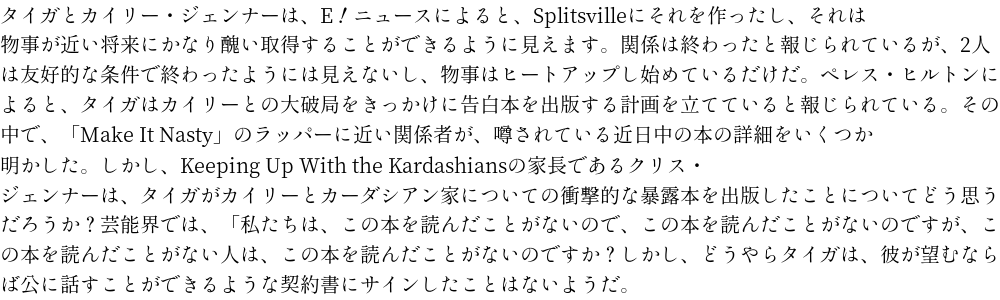 タイガとカイリー・ジェンナーは、E！ニュースによると、Splitsvilleにそれを作ったし、それは
物事が近い将来にかなり醜い取得することができるように見えます。関係は終わったと報じられているが、2人
は友好的な条件で終わったようには見えないし、物事はヒートアップし始めているだけだ。ペレス・ヒルトンに
よると、タイガはカイリーとの大破局をきっかけに告白本を出版する計画を立てていると報じられている。その
中で、「Make It Nasty」のラッパーに近い関係者が、噂されている近日中の本の詳細をいくつか
明かした。しかし、Keeping Up With the Kardashiansの家長であるクリス・
ジェンナーは、タイガがカイリーとカーダシアン家についての衝撃的な暴露本を出版したことについてどう思う
だろうか？芸能界では、「私たちは、この本を読んだことがないので、この本を読んだことがないのですが、こ
の本を読んだことがない人は、この本を読んだことがないのですか？しかし、どうやらタイガは、彼が望むなら
ば公に話すことができるような契約書にサインしたことはないようだ。